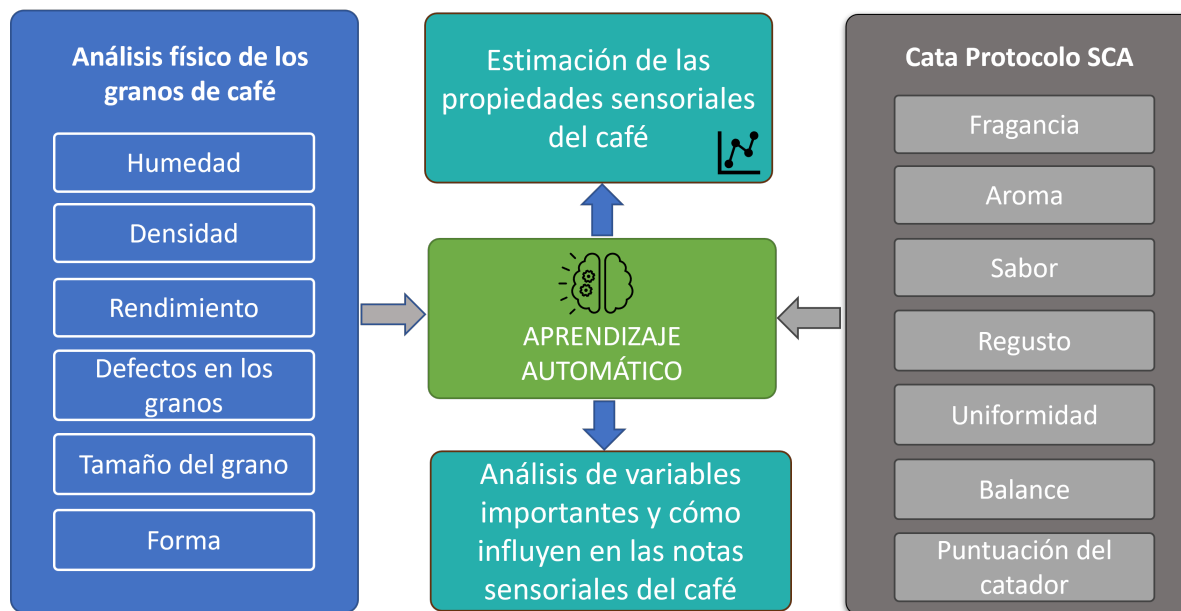 Análisis físico de los
granos de café
Humedad
Densidad
Rendimiento
Defectos en los
granos
Tamaño del grano
Forma
Estimación de las
propiedades sensoriales
del café
APRENDIZAJE
AUTOMÁTICO
Análisis de variables
importantes y cómo
influyen en las notas
sensoriales del café
Cata Protocolo SCA
Fragancia
Aroma
Sabor
Regusto
Uniformidad
Balance
Puntuación del
catador